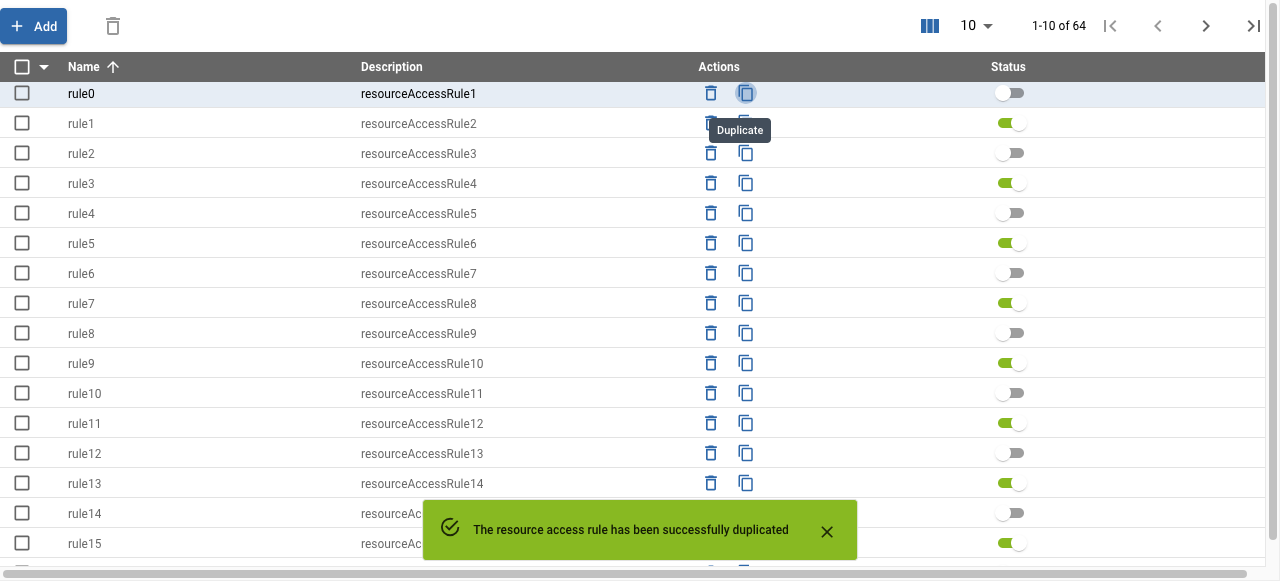 Add 10 1-10 of 64
Name Description Actions Status
rule0 resourceAccessRule1
rule1 resourceAccessRule2
Duplicate
rule2 resourceAccessRule3
rule3 resourceAccessRule4
rule4 resourceAccessRule5
rule5 resourceAccessRule6
rule6 resourceAccessRule7
rule7 resourceAccessRule8
rule8 resourceAccessRule9
rule9 resourceAccessRule10
rule10 resourceAccessRule11
rule11 resourceAccessRule12
rule12 resourceAccessRule13
rule13 resourceAccessRule14
rule14 resourceAc
The resource access rule has been successfully duplicated
rule15 resourceAc